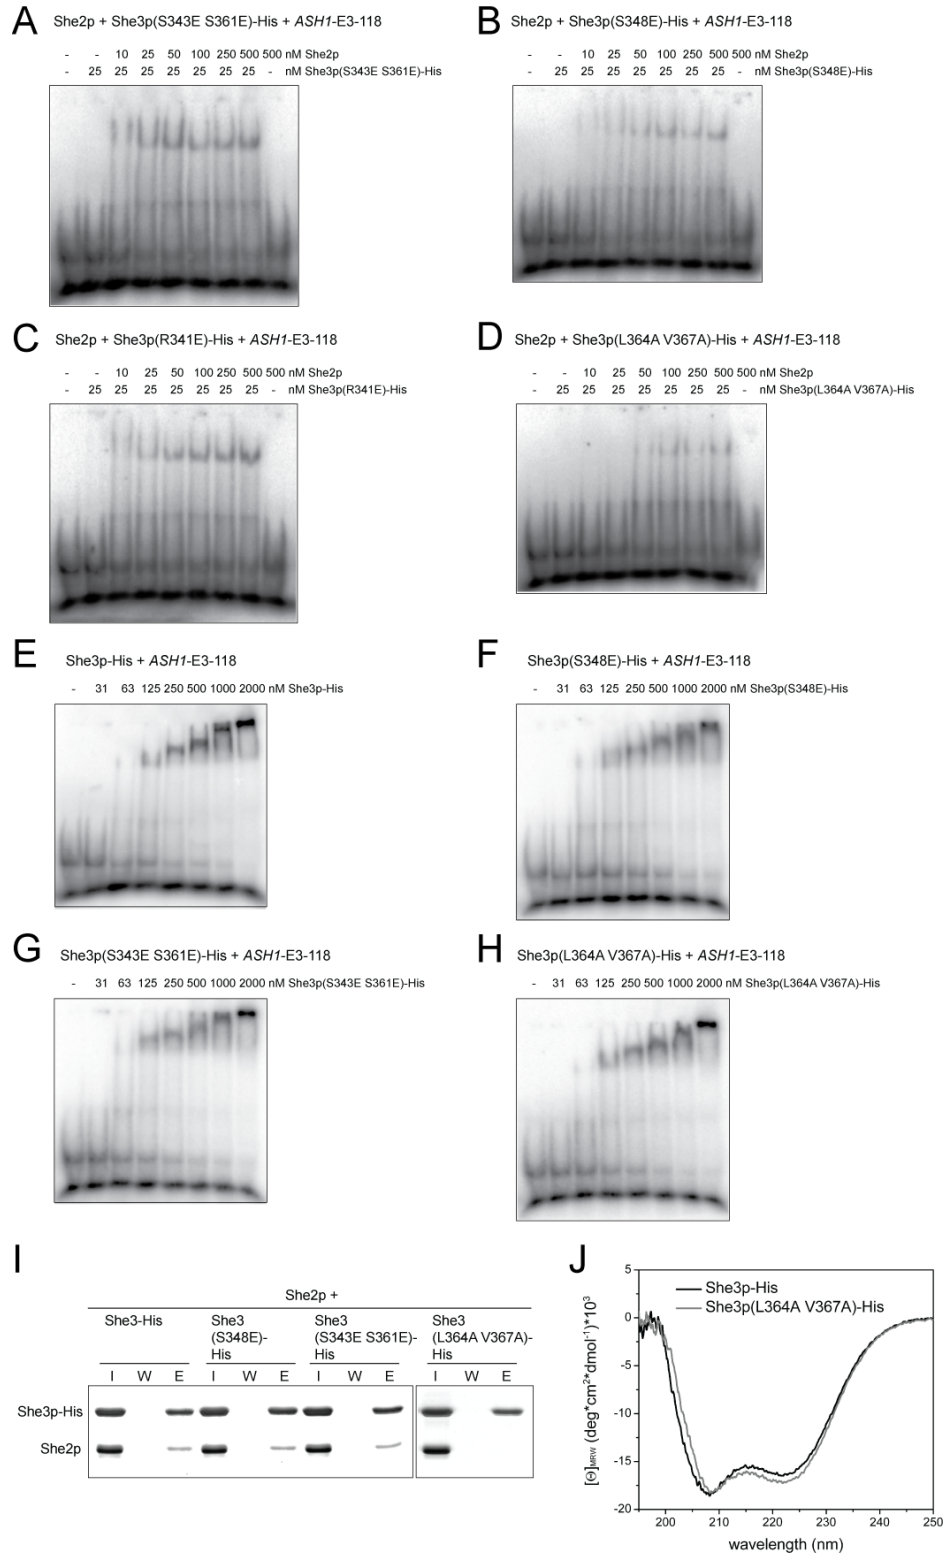 A
She2p + She3p(S343E S361E)-His + ASH1-E3-118
- - 10 25 50 100 250 500 500 nM She2p
- 25 25 25 25 25 25 25 - nM She3p(S343E S361E)-His
B
She2p + She3p(S348E)-His + ASH1-E3-118
- - 10 25 50 100 250 500 500 nM She2p
- 25 25 25 25 25 25 25 - nM She3p(S348E)-His
C
She2p + She3p(R341E)-His + ASH1-E3-118
- - 10 25 50 100 250 500 500 nM She2p
- 25 25 25 25 25 25 25 - nM She3p(R341E)-His
D
She2p + She3p(L364A V367A)-His + ASH1-E3-118
- - 10 25 50 100 250 500 500 nM She2p
- 25 25 25 25 25 25 25 - nM She3p(L364A V367A)-His
E
She3p-His + ASH1-E3-118
- 31 63 125 250 500 1000 2000 nM She3p-His
F
She3p(S348E)-His + ASH1-E3-118
- 31 63 125 250 500 1000 2000 nM She3p(S348E)-His
G
She3p(S343E S361E)-His + ASH1-E3-118
- 31 63 125 250 500 1000 2000 nM She3p(S343E S361E)-His
H
She3p(L364A V367A)-His + ASH1-E3-118
- 31 63 125 250 500 1000 2000 nM She3p(L364A V367A)-His
I
She2p +
She3-His
She3
(S348E)-
His
She3
(S343E S361E)-
His
She3
(L364A V367A)-
His
I W E I W E I W E I W E
She3p-His
She2p
J
She3p-His
She3p(L364A V367A)-His
5
0
-5
-10
-15
-20
[Θ]MRW (deg*cm²*dmol⁻¹)*10³
200 210 220 230 240 250
wavelength (nm)